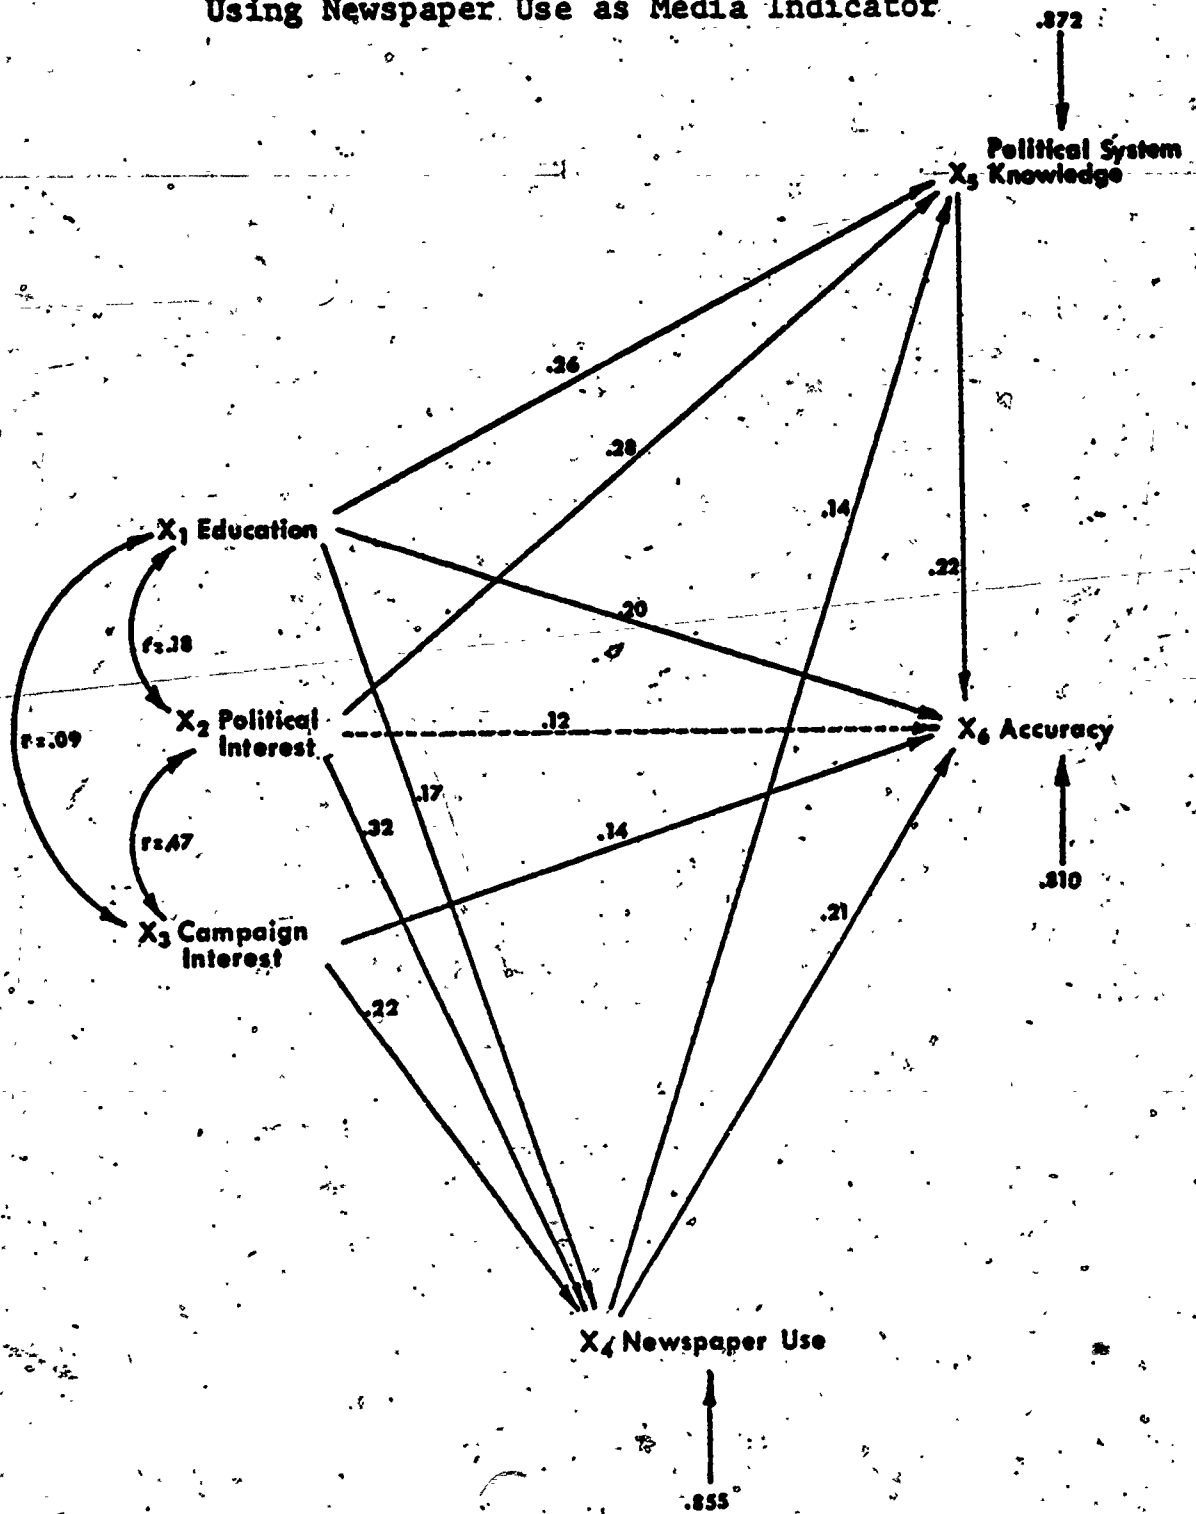 Using Newspaper Use as Media Indicator
.872
Political System
X5 Knowledge
.26
.28
.14
X1 Education
.22
.20
r=.18
X2 Political
Interest
.12
X6 Accuracy
r=.09
.17
.32
.14
r=.47
.810
.21
X3 Campaign
Interest
.22
X4 Newspaper Use
.855